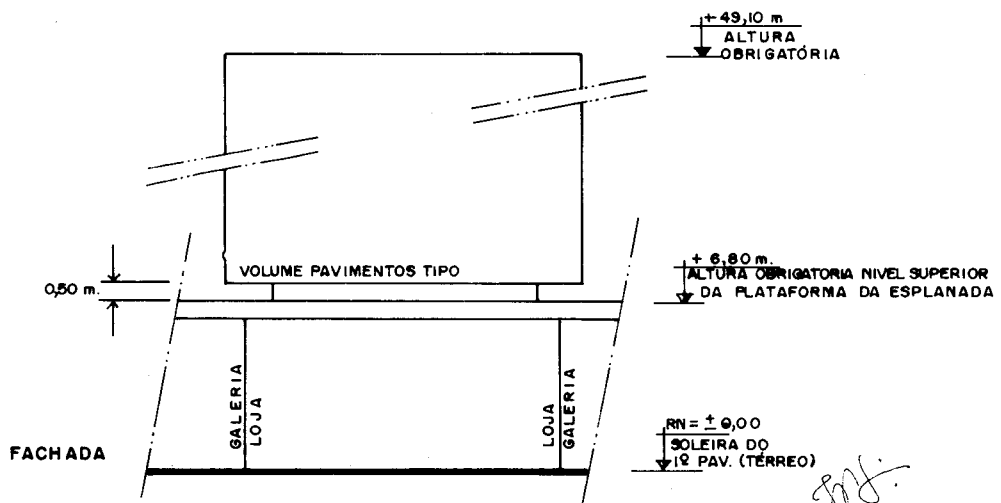 +49,10 m
ALTURA
OBRIGATÓRIA
VOLUME PAVIMENTOS TIPO
0,50 m.
+ 6,80 m.
ALTURA OBRIGATORIA NIVEL SUPERIOR
DA PLATAFORMA DA ESPLANADA
GALERIA
LOJA
LOJA
GALERIA
RN = ± 0,00
SOLEIRA DO
1º PAV. (TÉRREO)
FACHADA